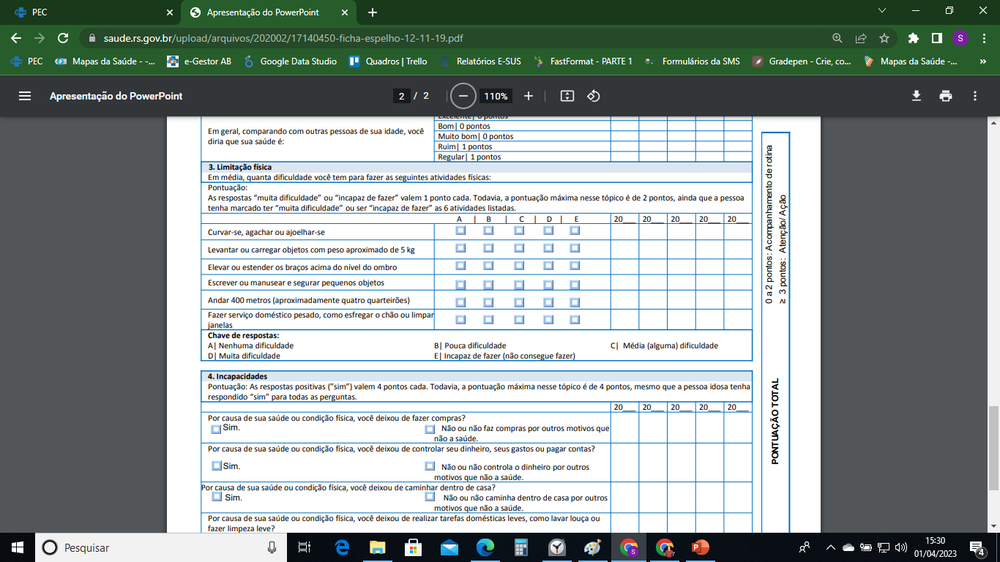 PEC
Apresentação do PowerPoint
saude.rs.gov.br/upload/arquivos/202002/17140450-ficha-espelho-12-11-19.pdf
S
PEC
Mapas da Saúde - -...
e-Gestor AB
Google Data Studio
Quadros | Trello
Relatórios E-SUS
FastFormat - PARTE 1
Formulários da SMS
Gradepen - Crie, co...
Mapas da Saúde -...
»
Apresentação do PowerPoint
2 / 2
110%
Excelente| 0 pontos
Em geral, comparando com outras pessoas de sua idade, você
diria que sua saúde é:
Bom| 0 pontos
Muito bom| 0 pontos
Ruim| 1 pontos
Regular| 1 pontos
3. Limitação física
Em média, quanta dificuldade você tem para fazer as seguintes atividades físicas:
Pontuação:
As respostas “muita dificuldade” ou “incapaz de fazer” valem 1 ponto cada. Todavia, a pontuação máxima nesse tópico é de 2 pontos, ainda que a pessoa
tenha marcado ter “muita dificuldade” ou ser “incapaz de fazer” as 6 atividades listadas.
A | B | C | D | E 20___ 20___ 20___ 20___ 20___
Curvar-se, agachar ou ajoelhar-se
Levantar ou carregar objetos com peso aproximado de 5 kg
Elevar ou estender os braços acima do nível do ombro
Escrever ou manusear e segurar pequenos objetos
Andar 400 metros (aproximadamente quatro quarteirões)
Fazer serviço doméstico pesado, como esfregar o chão ou limpar
janelas
Chave de respostas:
A| Nenhuma dificuldade B| Pouca dificuldade C| Média (alguma) dificuldade
D| Muita dificuldade E| Incapaz de fazer (não consegue fazer)
4. Incapacidades
Pontuação: As respostas positivas (”sim”) valem 4 pontos cada. Todavia, a pontuação máxima nesse tópico é de 4 pontos, mesmo que a pessoa idosa tenha
respondido “sim” para todas as perguntas.
20___ 20___ 20___ 20___ 20___
Por causa de sua saúde ou condição física, você deixou de fazer compras?
Sim. Não ou não faz compras por outros motivos que
não a saúde.
Por causa de sua saúde ou condição física, você deixou de controlar seu dinheiro, seus gastos ou pagar contas?
Sim. Não ou não controla o dinheiro por outros
motivos que não a saúde.
Por causa de sua saúde ou condição física, você deixou de caminhar dentro de casa?
Sim. Não ou não caminha dentro de casa por outros
motivos que não a saúde.
Por causa de sua saúde ou condição física, você deixou de realizar tarefas domésticas leves, como lavar louça ou
fazer limpeza leve?
0 a 2 pontos: Acompanhamento de rotina
≥ 3 pontos: Atenção/ Ação
PONTUAÇÃO TOTAL
Pesquisar
15:30
01/04/2023
4